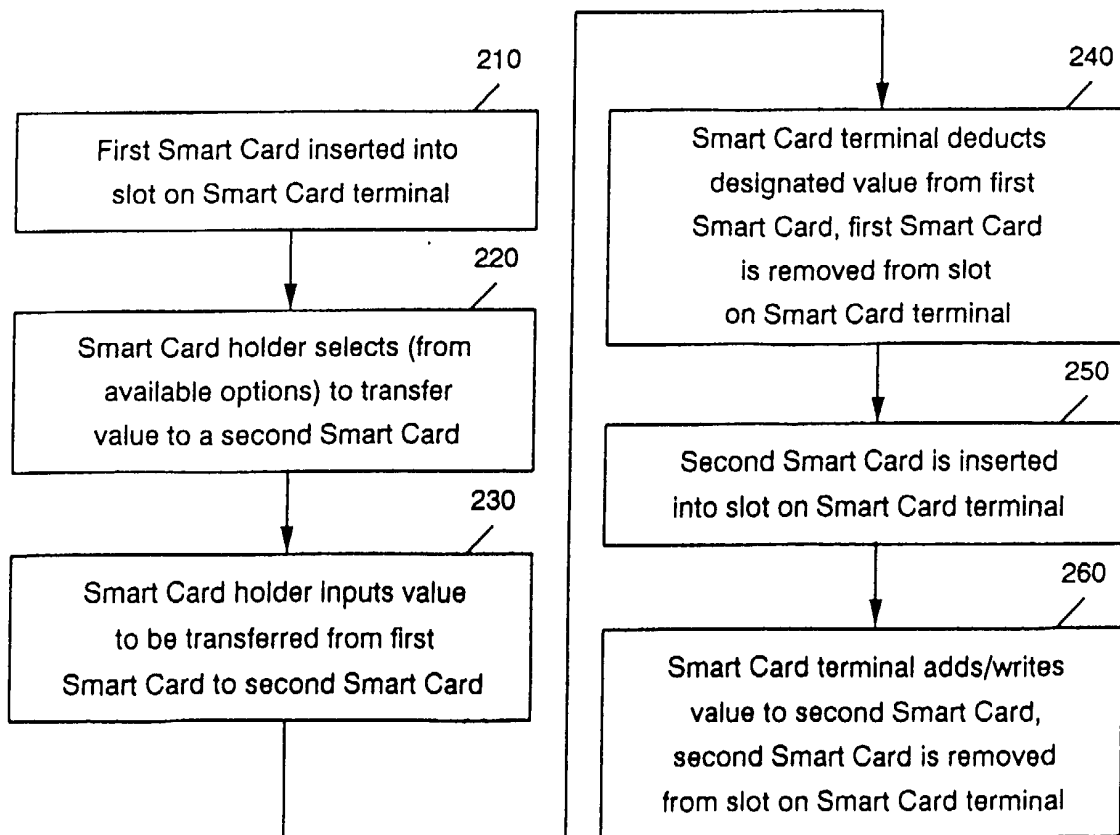 210
First Smart Card inserted into
slot on Smart Card terminal
220
Smart Card holder selects (from
available options) to transfer
value to a second Smart Card
230
Smart Card holder inputs value
to be transferred from first
Smart Card to second Smart Card
240
Smart Card terminal deducts
designated value from first
Smart Card, first Smart Card
is removed from slot
on Smart Card terminal
250
Second Smart Card is inserted
into slot on Smart Card terminal
260
Smart Card terminal adds/writes
value to second Smart Card,
second Smart Card is removed
from slot on Smart Card terminal